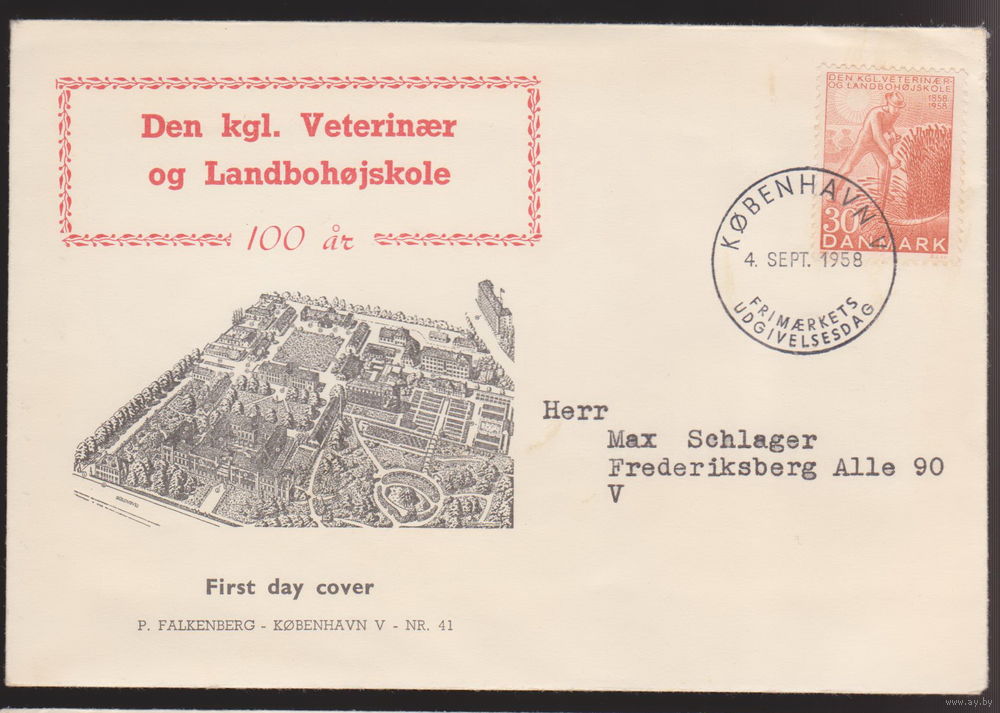 Den kgl. Veterinær
og Landbohøjskole
100 år
DEN KGL. VETERINÆR-
OG LANDBOHØJSKOLE
1858
1958
30
DANMARK
KØBENHAVN V
4. SEPT. 1958
FRIMÆRKETS
UDGIVELSESDAG
Herr
Max Schlager
Frederiksberg Alle 90
V
First day cover
P. FALKENBERG - KØBENHAVN V - NR. 41
www.ay.by